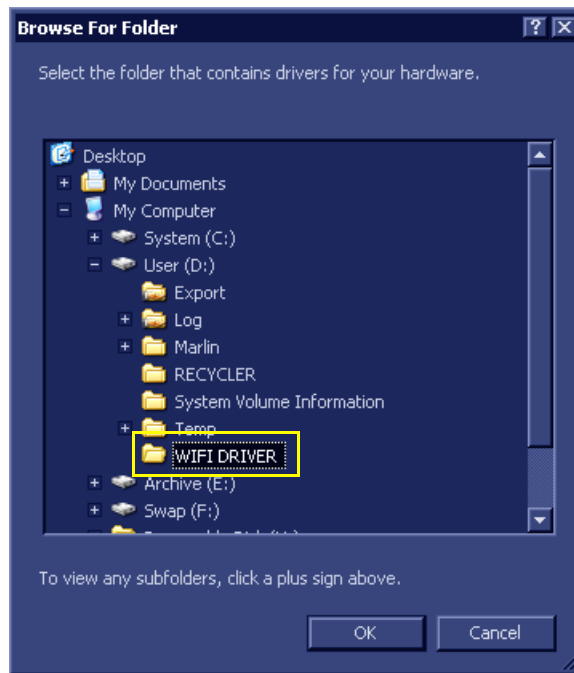 Browse For Folder
Select the folder that contains drivers for your hardware.
Desktop
My Documents
My Computer
System (C:)
User (D:)
Export
Log
Marlin
RECYCLER
System Volume Information
Temp
WIFI DRIVER
Archive (E:)
Swap (F:)
To view any subfolders, click a plus sign above.
OK Cancel